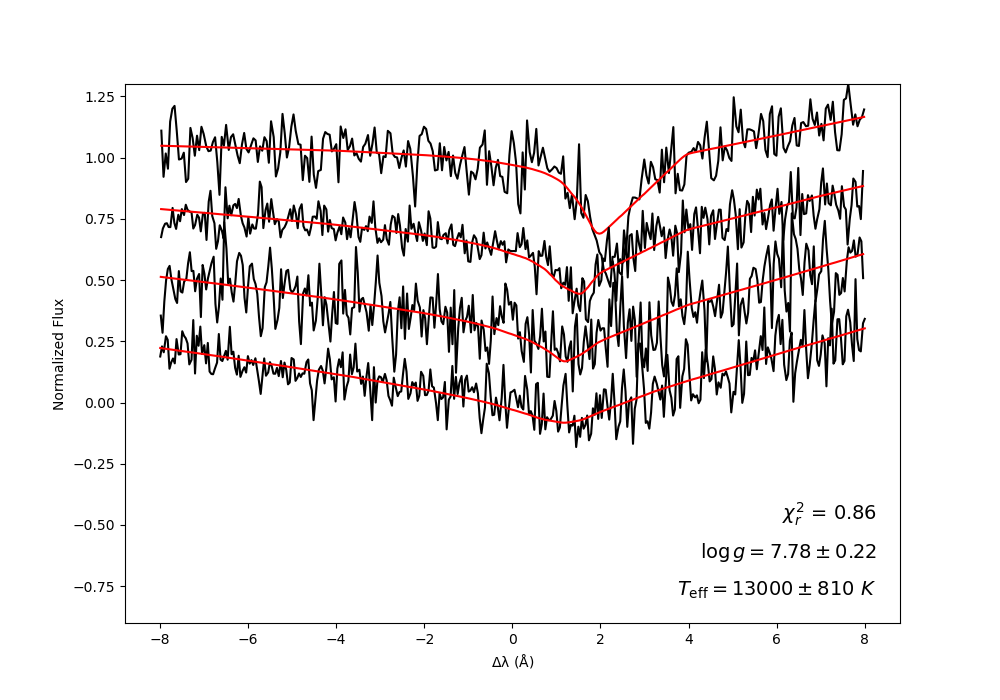 1.25
1.00
0.75
0.50
0.25
0.00
−0.25
−0.50
−0.75
Normalized Flux
χ²ᵣ = 0.86
log g = 7.78 ± 0.22
T_eff = 13000 ± 810 K
−8 −6 −4 −2 0 2 4 6 8
Δλ (Å)